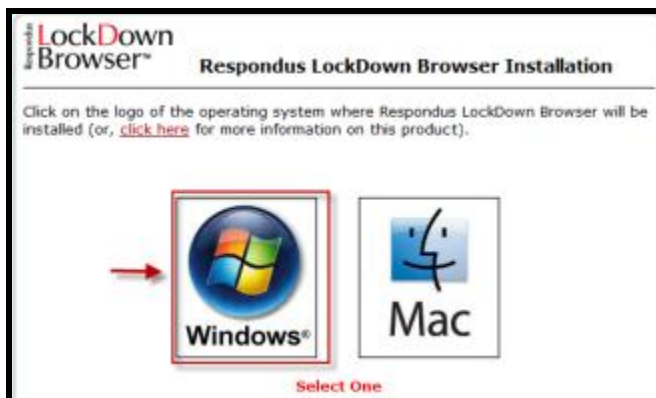 Respondus
LockDown
Browser™
Respondus LockDown Browser Installation
Click on the logo of the operating system where Respondus LockDown Browser will be
installed (or, click here for more information on this product).
Windows®
Mac
Select One